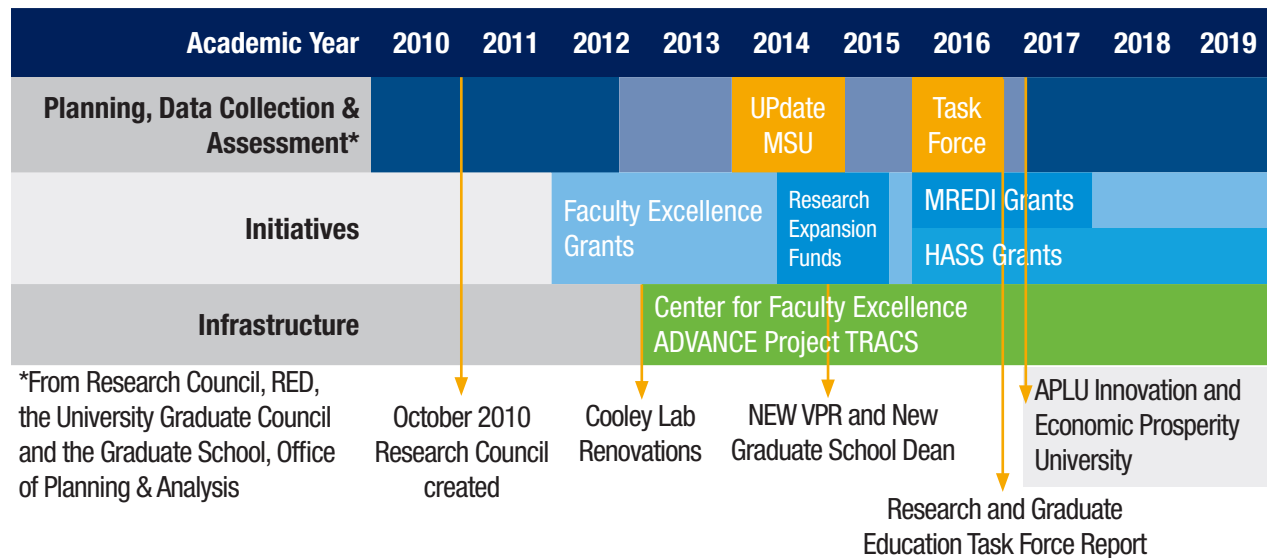 Academic Year 2010 2011 2012 2013 2014 2015 2016 2017 2018 2019
Planning, Data Collection &
Assessment*
UPdate
MSU
Task
Force
Initiatives
Faculty Excellence
Grants
Research
Expansion
Funds
MREDI Grants
HASS Grants
Infrastructure
Center for Faculty Excellence
ADVANCE Project TRACS
*From Research Council, RED,
the University Graduate Council
and the Graduate School, Office
of Planning & Analysis
October 2010
Research Council
created
Cooley Lab
Renovations
NEW VPR and New
Graduate School Dean
APLU Innovation and
Economic Prosperity
University
Research and Graduate
Education Task Force Report